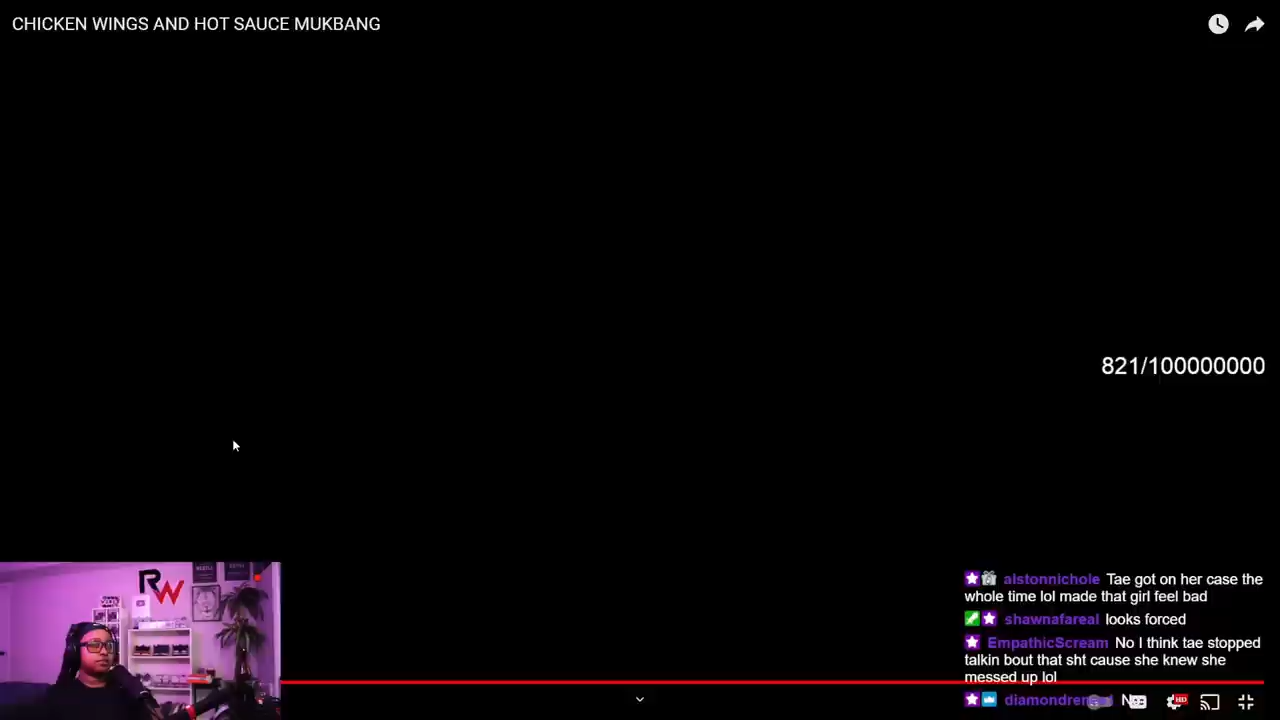 CHICKEN WINGS AND HOT SAUCE MUKBANG
821/100000000
RW
alstonnichole Tae got on her case the
whole time lol made that girl feel bad
shawnafareal looks forced
EmpathicScream No I think tae stopped
talkin bout that sht cause she knew she
messed up lol
HD